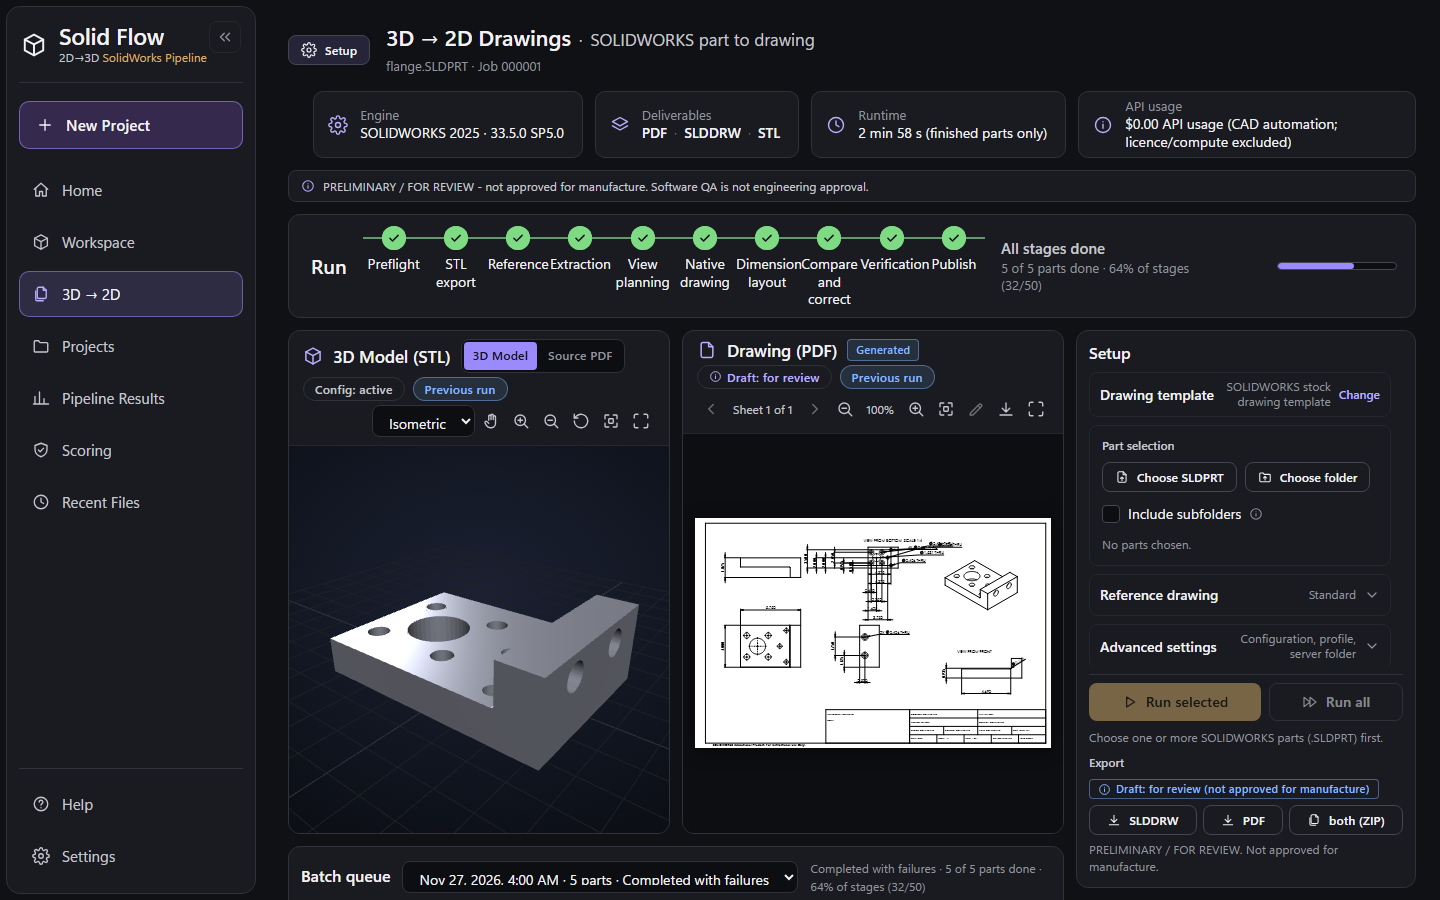 Solid Flow
2D→3D SolidWorks Pipeline
New Project
Home
Workspace
3D → 2D
Projects
Pipeline Results
Scoring
Recent Files
Help
Settings
Setup
3D → 2D Drawings · SOLIDWORKS part to drawing
flange.SLDPRT · Job 000001
Engine
SOLIDWORKS 2025 · 33.5.0 SP5.0
Deliverables
PDF · SLDDRW · STL
Runtime
2 min 58 s (finished parts only)
API usage
$0.00 API usage (CAD automation;
licence/compute excluded)
PRELIMINARY / FOR REVIEW - not approved for manufacture. Software QA is not engineering approval.
Run
Preflight
STL
export
Reference
Extraction
View
planning
Native
drawing
Dimension
layout
Compare
and
correct
Verification
Publish
All stages done
5 of 5 parts done · 64% of stages
(32/50)
3D Model (STL)
3D Model
Source PDF
Config: active
Previous run
Isometric
Drawing (PDF)
Generated
Draft: for review
Previous run
Sheet 1 of 1
100%
VIEW FROM BOTTOM
VIEW FROM FRONT
Setup
Drawing template
SOLIDWORKS stock
drawing template
Change
Part selection
Choose SLDPRT
Choose folder
Include subfolders
No parts chosen.
Reference drawing
Standard
Advanced settings
Configuration, profile,
server folder
Run selected
Run all
Choose one or more SOLIDWORKS parts (.SLDPRT) first.
Export
Draft: for review (not approved for manufacture)
SLDDRW
PDF
both (ZIP)
PRELIMINARY / FOR REVIEW. Not approved for
manufacture.
Batch queue
Nov 27, 2026, 4:00 AM · 5 parts · Completed with failures
Completed with failures · 5 of 5 parts done ·
64% of stages (32/50)